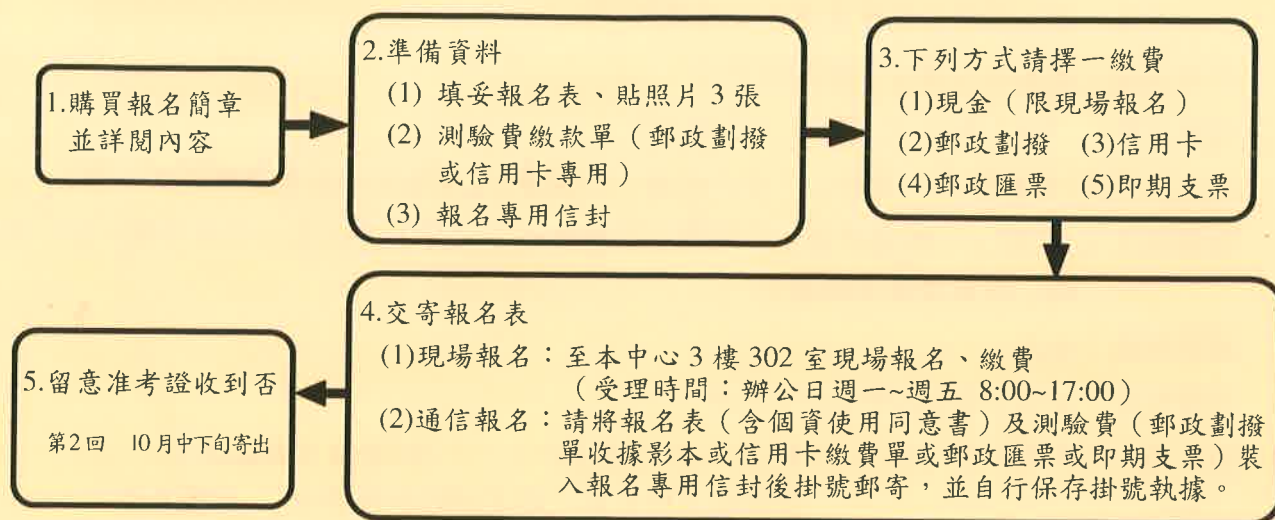 1.購買報名簡章
並詳閱內容
2.準備資料
(1) 填妥報名表、貼照片 3 張
(2) 測驗費繳款單（郵政劃撥
或信用卡專用）
(3) 報名專用信封
3.下列方式請擇一繳費
(1)現金（限現場報名）
(2)郵政劃撥 (3)信用卡
(4)郵政匯票 (5)即期支票
4.交寄報名表
(1)現場報名：至本中心 3 樓 302 室現場報名、繳費
（受理時間：辦公日週一~週五 8:00~17:00）
(2)通信報名：請將報名表（含個資使用同意書）及測驗費（郵政劃撥
單收據影本或信用卡繳費單或郵政匯票或即期支票）裝
入報名專用信封後掛號郵寄，並自行保存掛號執據。
5.留意准考證收到否
第2回 10月中下旬寄出